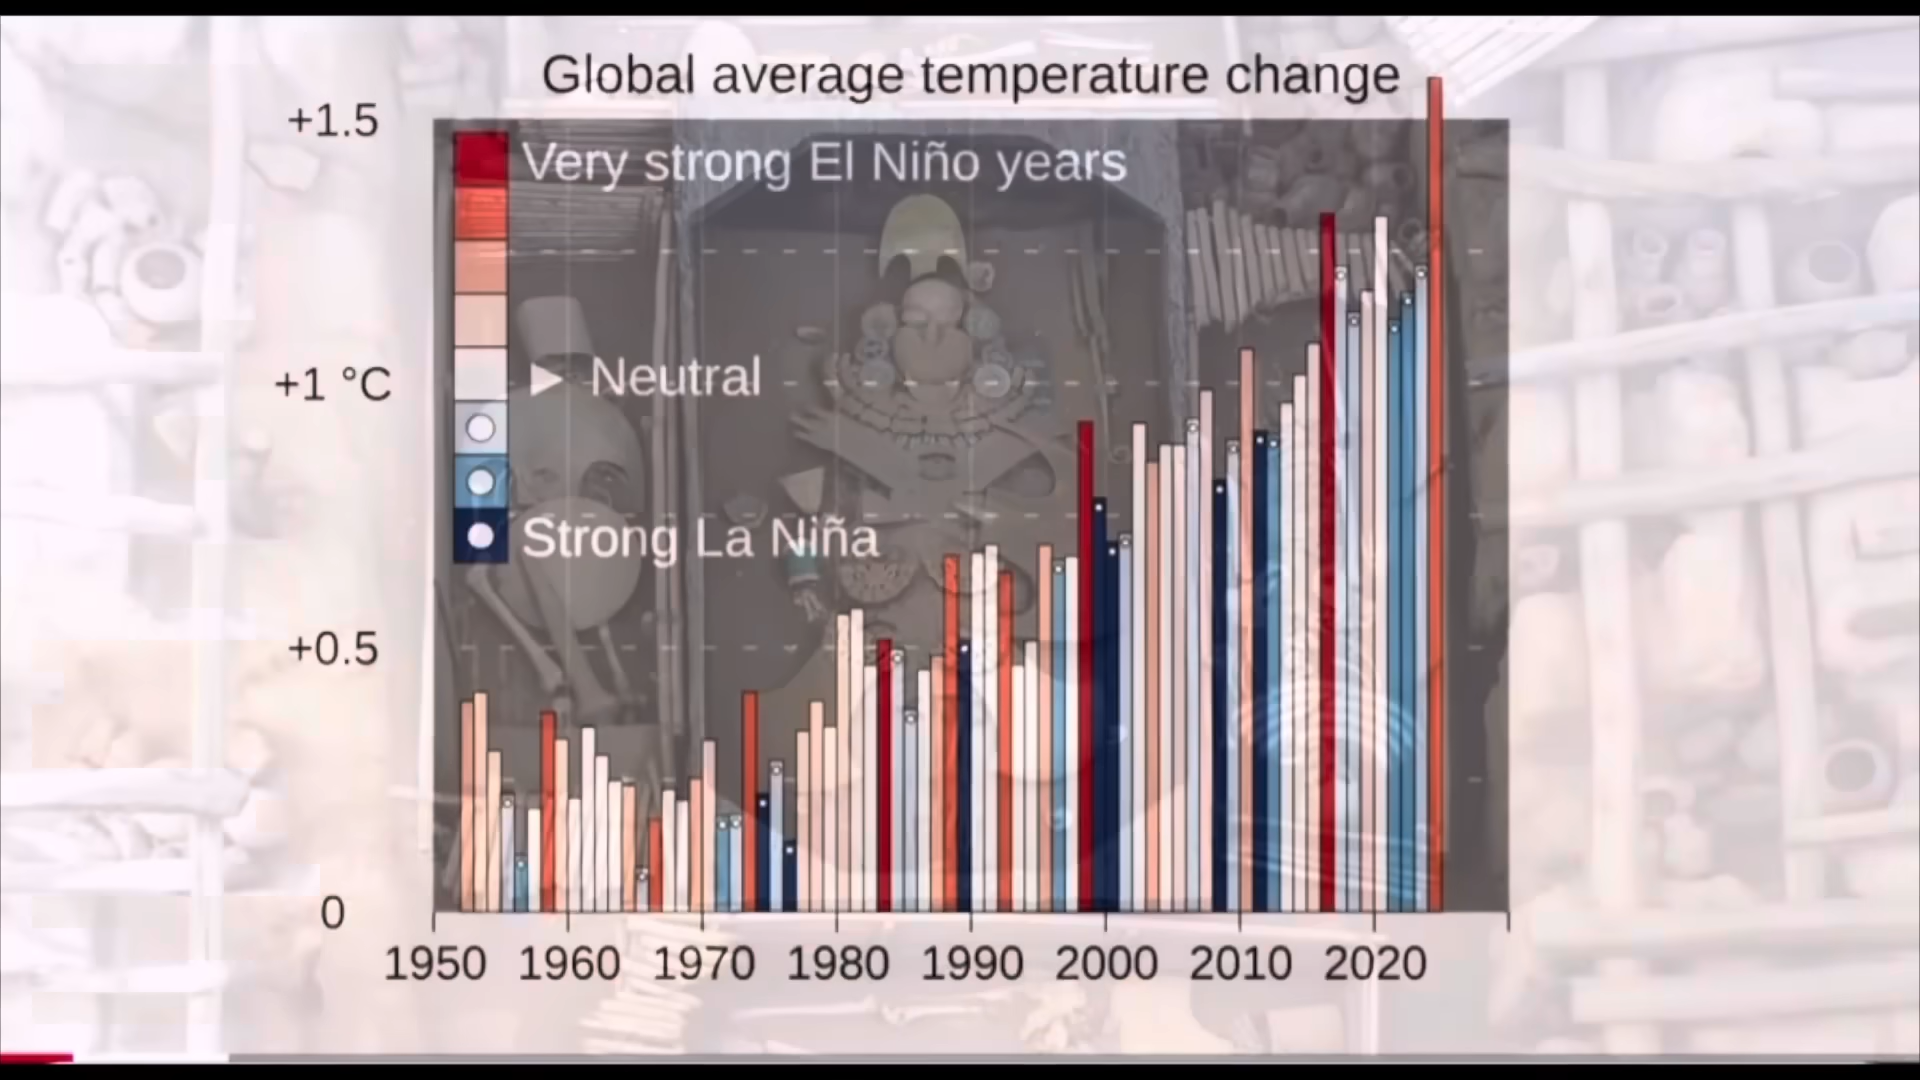 Global average temperature change
+1.5
Very strong El Niño years
+1 °C
Neutral
Strong La Niña
+0.5
0
1950 1960 1970 1980 1990 2000 2010 2020